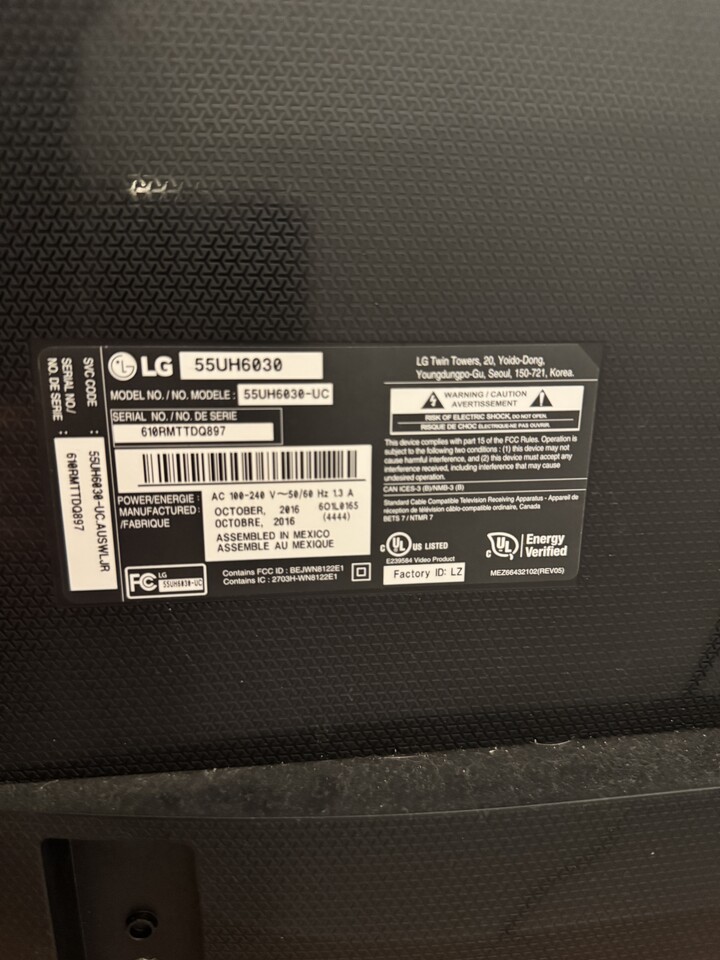 LG 55UH6030
MODEL NO. / NO. MODELE : 55UH6030-UC
SERIAL NO. / NO. DE SERIE
610RMTTDQ897
POWER/ENERGIE : AC 100-240 V~50/60 Hz 1.3 A
MANUFACTURED : OCTOBER, 2016 601L0165
/FABRIQUE OCTOBRE, 2016 (4444)
ASSEMBLED IN MEXICO
ASSEMBLE AU MEXIQUE
FC LG
55UH6030-UC
Contains FCC ID : BEJWN8122E1
Contains IC : 2703H-WN8122E1
SVC CODE : 55UH6030-UC.AUSWLJR
SERIAL NO./
NO. DE SERIE : 610RMTTDQ897
LG Twin Towers, 20, Yoido-Dong,
Youngdungpo-Gu, Seoul, 150-721, Korea.
WARNING / CAUTION
AVERTISSEMENT
RISK OF ELECTRIC SHOCK, DO NOT OPEN.
RISQUE DE CHOC ELECTRIQUE-NE PAS OUVRIR.
This device complies with part 15 of the FCC Rules. Operation is
subject to the following two conditions : (1) this device may not
cause harmful interference, and (2) this device must accept any
interference received, including interference that may cause
undesired operation.
CAN ICES-3 (B)/NMB-3 (B)
Standard Cable Compatible Television Receiving Apparatus - Appareil de
réception de télévision câblo-compatible ordinaire, Canada
BETS 7 / NTMR 7
c UL US LISTED
E239584 Video Product
Factory ID: LZ
c UL Energy
Verified
MEZ66432102(REV05)